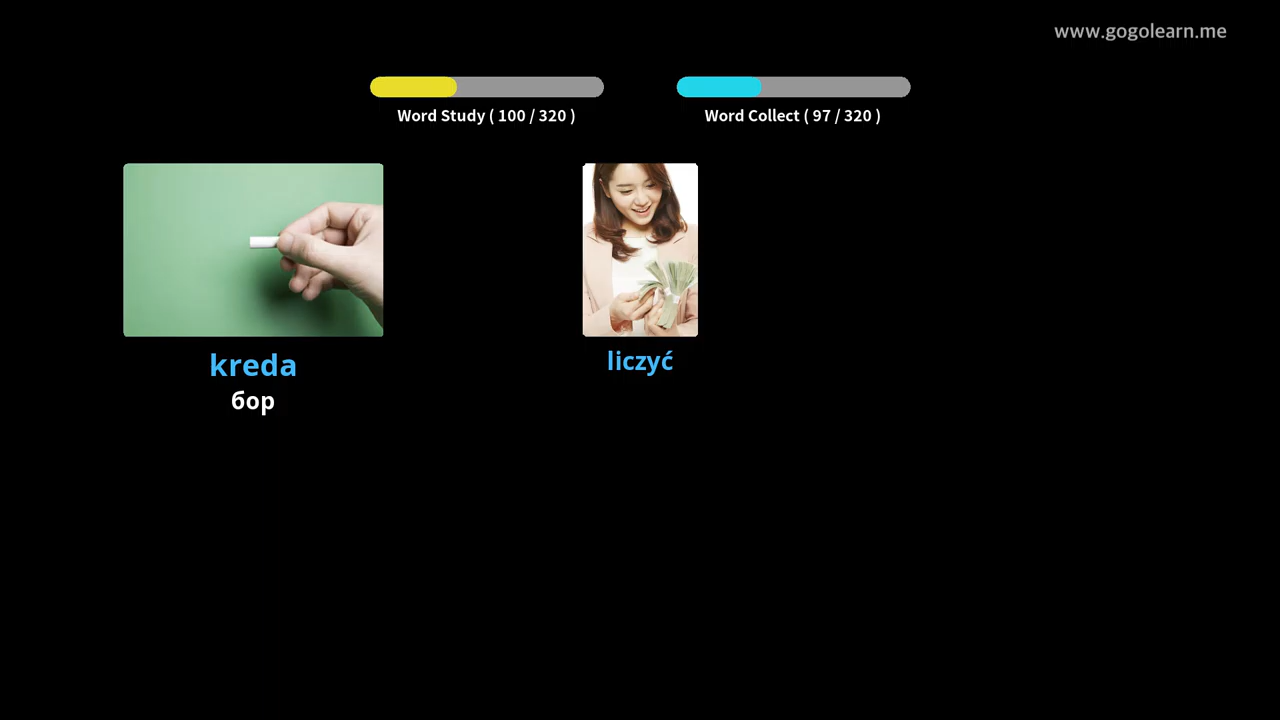 www.gogolearn.me
Word Study ( 100 / 320 )
Word Collect ( 97 / 320 )
kreda
бор
liczyć